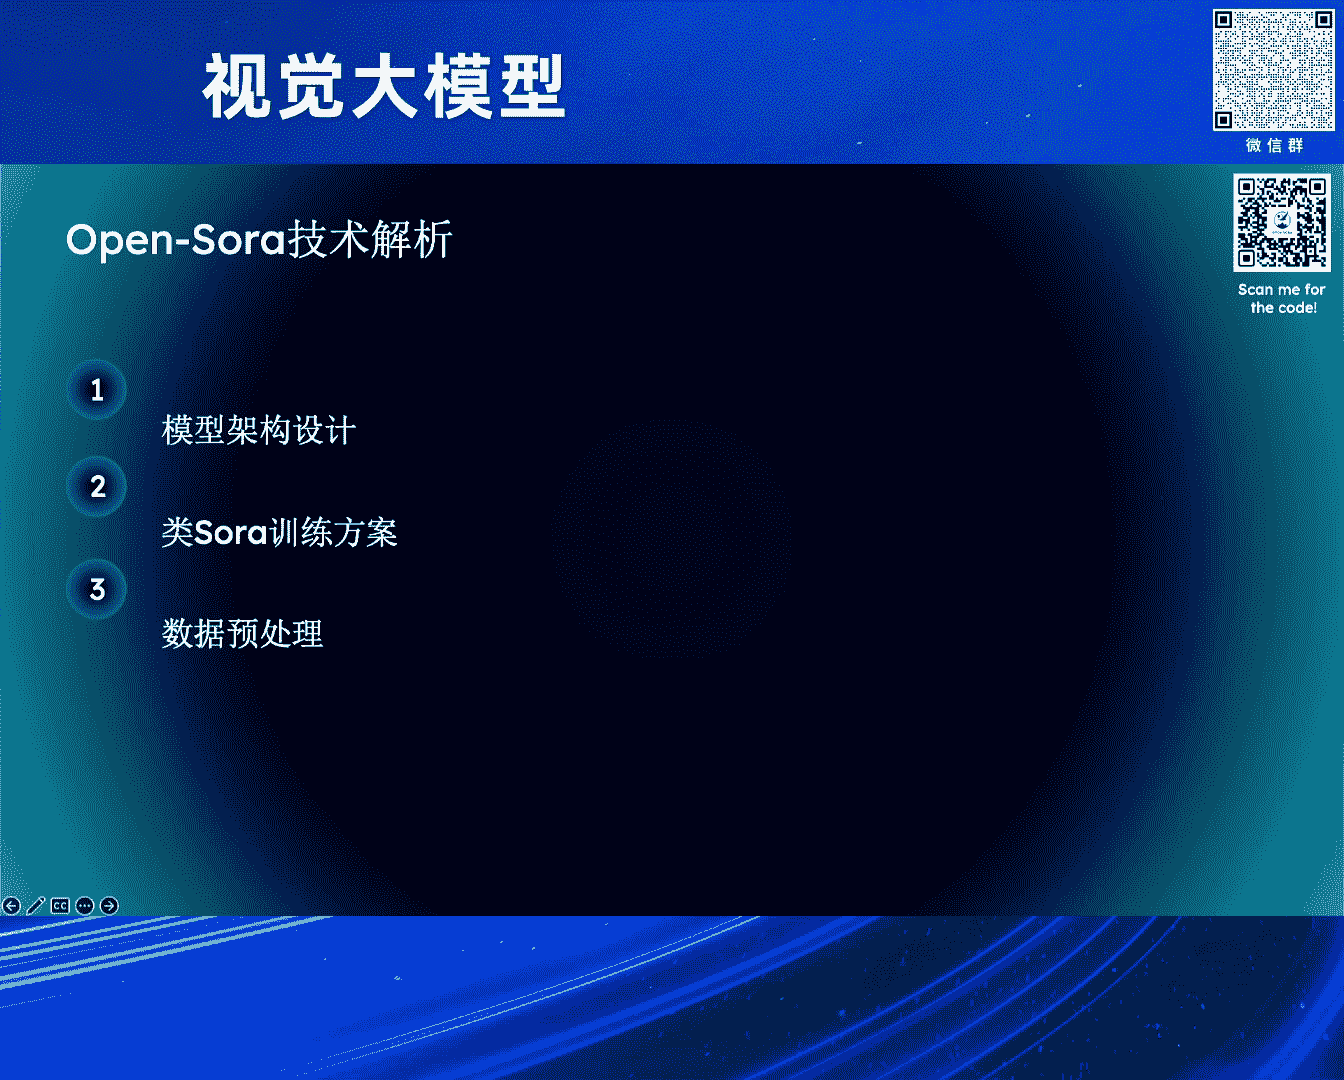 视觉大模型
微信群
Open-Sora技术解析
Scan me for
the code!
1
模型架构设计
2
类Sora训练方案
3
数据预处理
CC